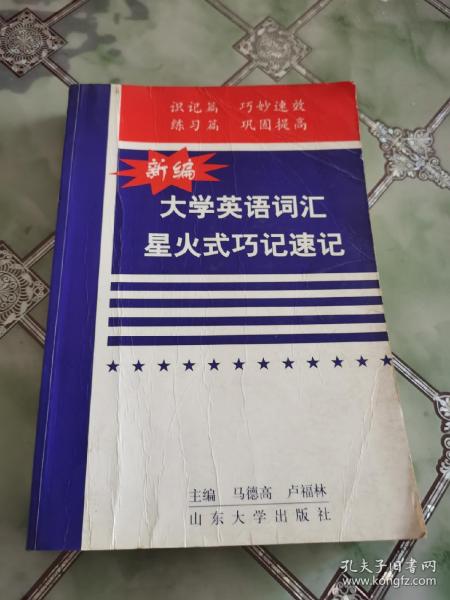 识记篇 巧妙速效
练习篇 巩固提高
新编
大学英语词汇
星火式巧记速记
主编 马德高 卢福林
山东大学出版社
孔夫子旧书网
www.kongfz.com